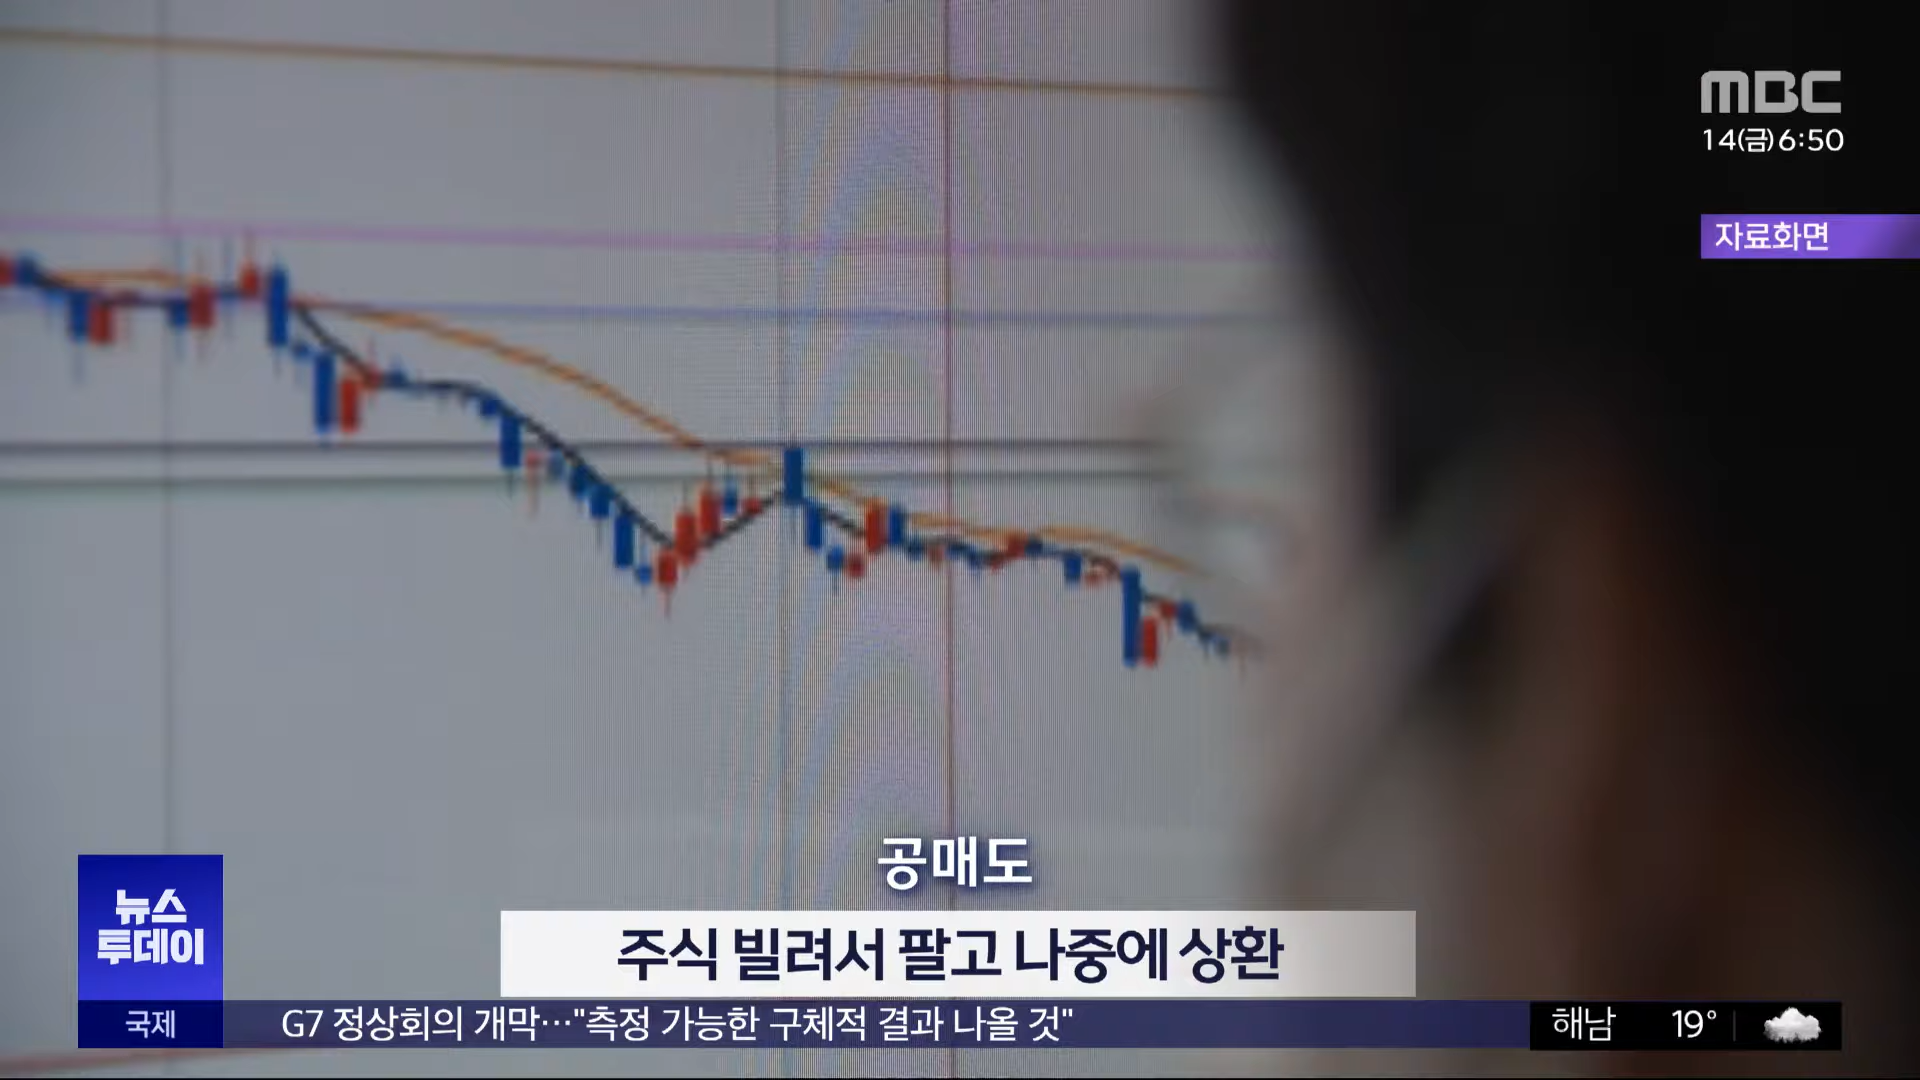 MBC
14(금)6:50
자료화면
공매도
주식 빌려서 팔고 나중에 상환
뉴스
투데이
국제
G7 정상회의 개막…"측정 가능한 구체적 결과 나올 것"
해남 19°